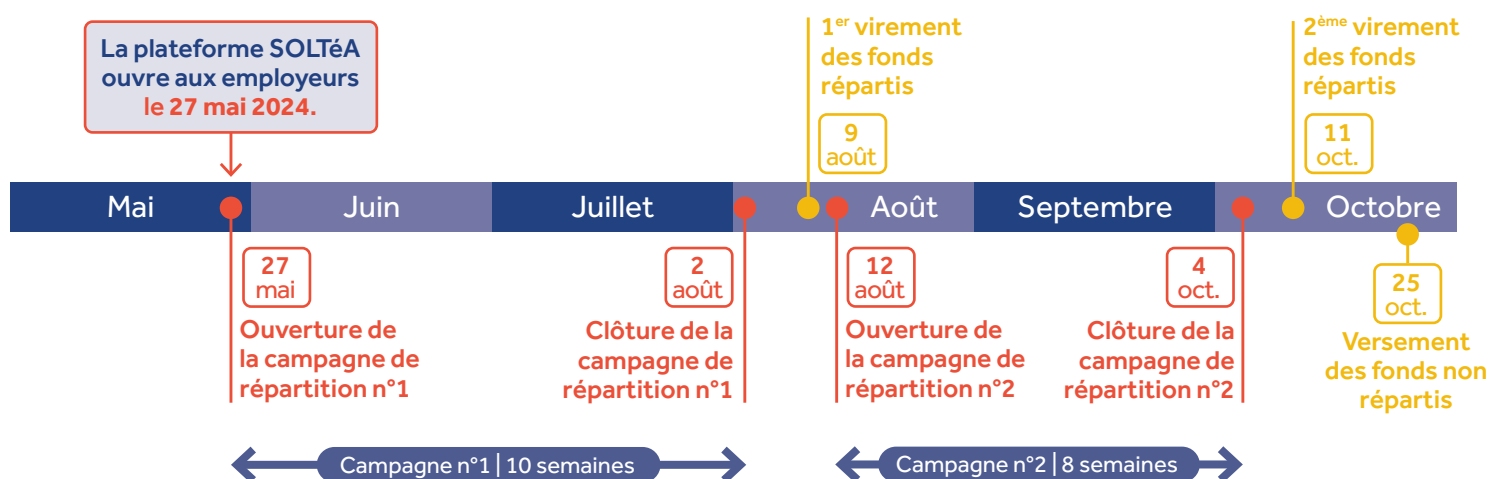 La plateforme SOLTéA
ouvre aux employeurs
le 27 mai 2024.
1er virement
des fonds
répartis
9
août
2ème virement
des fonds
répartis
11
oct.
Mai
Juin
Juillet
Août
Septembre
Octobre
27
mai
Ouverture de
la campagne de
répartition n°1
2
août
Clôture de la
campagne de
répartition n°1
12
août
Ouverture de
la campagne de
répartition n°2
4
oct.
Clôture de la
campagne de
répartition n°2
25
oct.
Versement
des fonds non
répartis
Campagne n°1 | 10 semaines
Campagne n°2 | 8 semaines